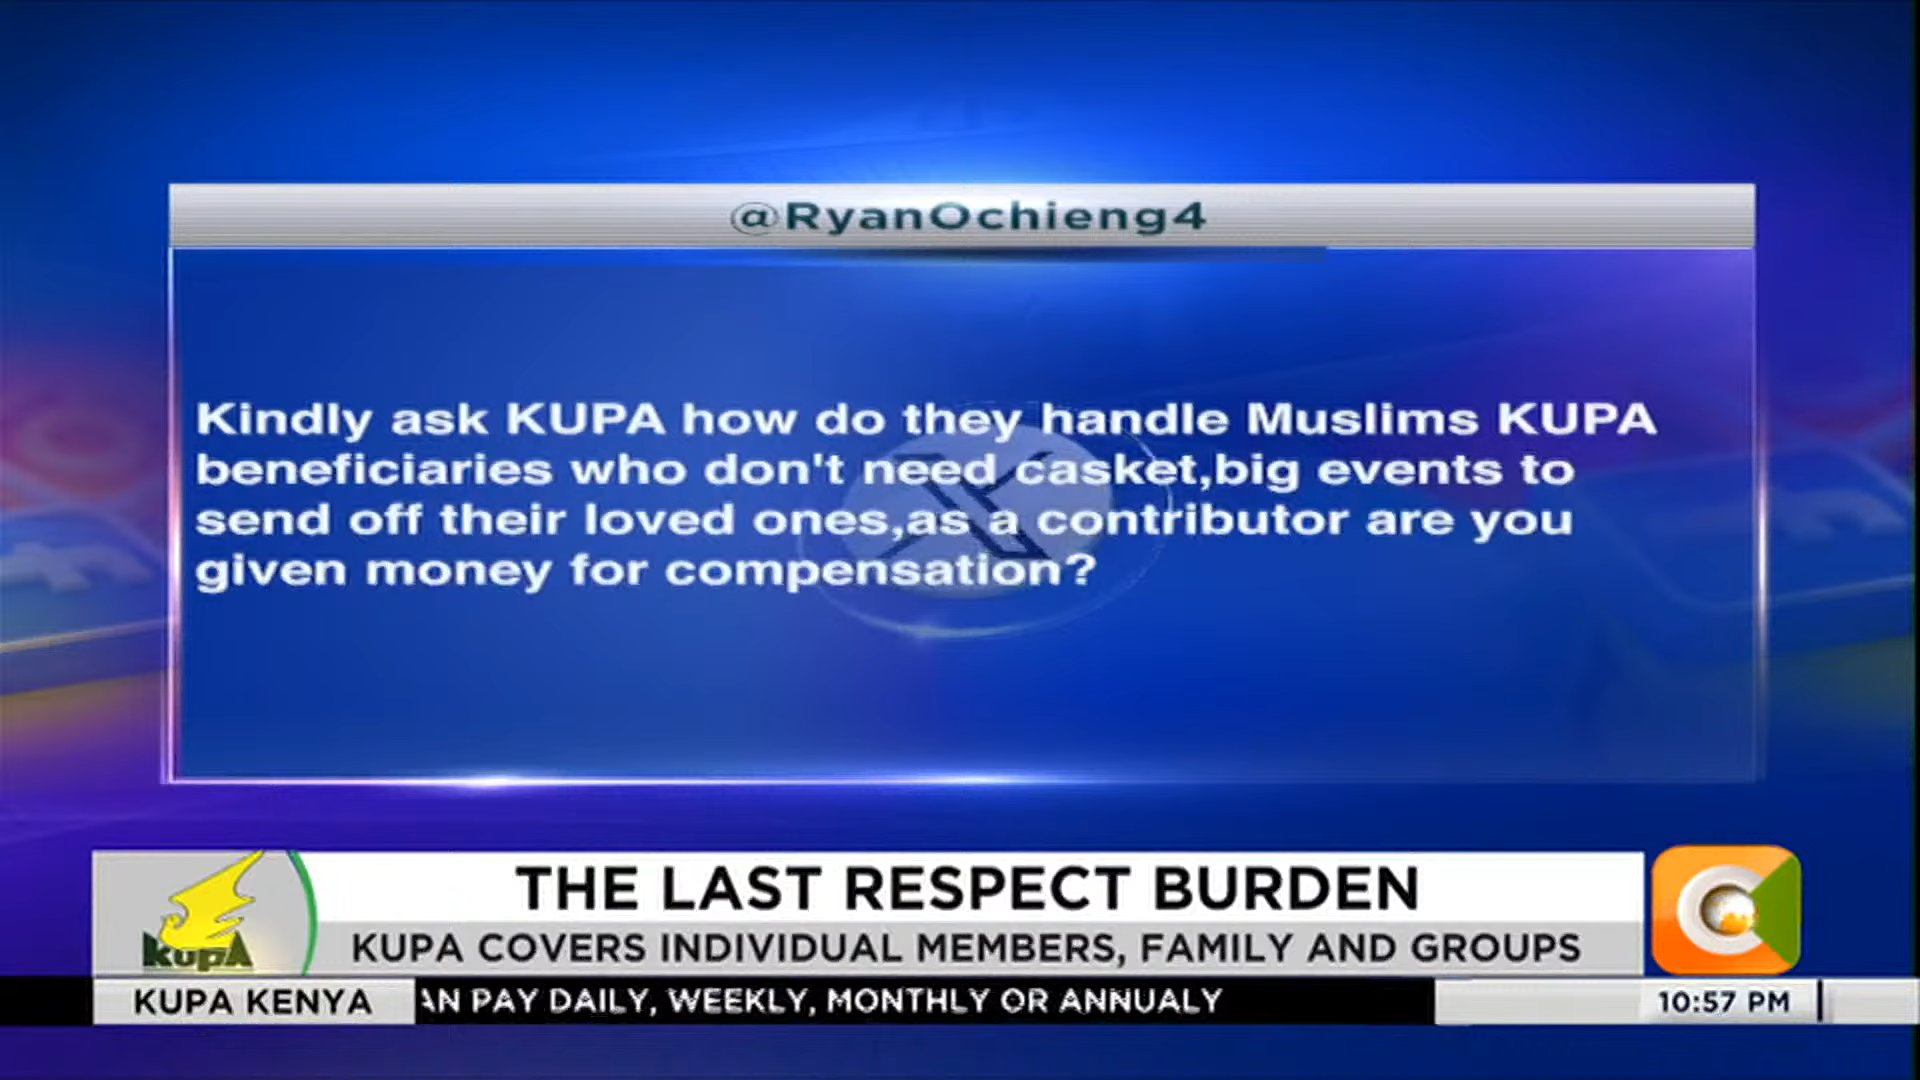 @RyanOchieng4
Kindly ask KUPA how do they handle Muslims KUPA
beneficiaries who don't need casket,big events to
send off their loved ones,as a contributor are you
given money for compensation?
THE LAST RESPECT BURDEN
kupA
KUPA COVERS INDIVIDUAL MEMBERS, FAMILY AND GROUPS
KUPA KENYA
AN PAY DAILY, WEEKLY, MONTHLY OR ANNUALY
10:57 PM